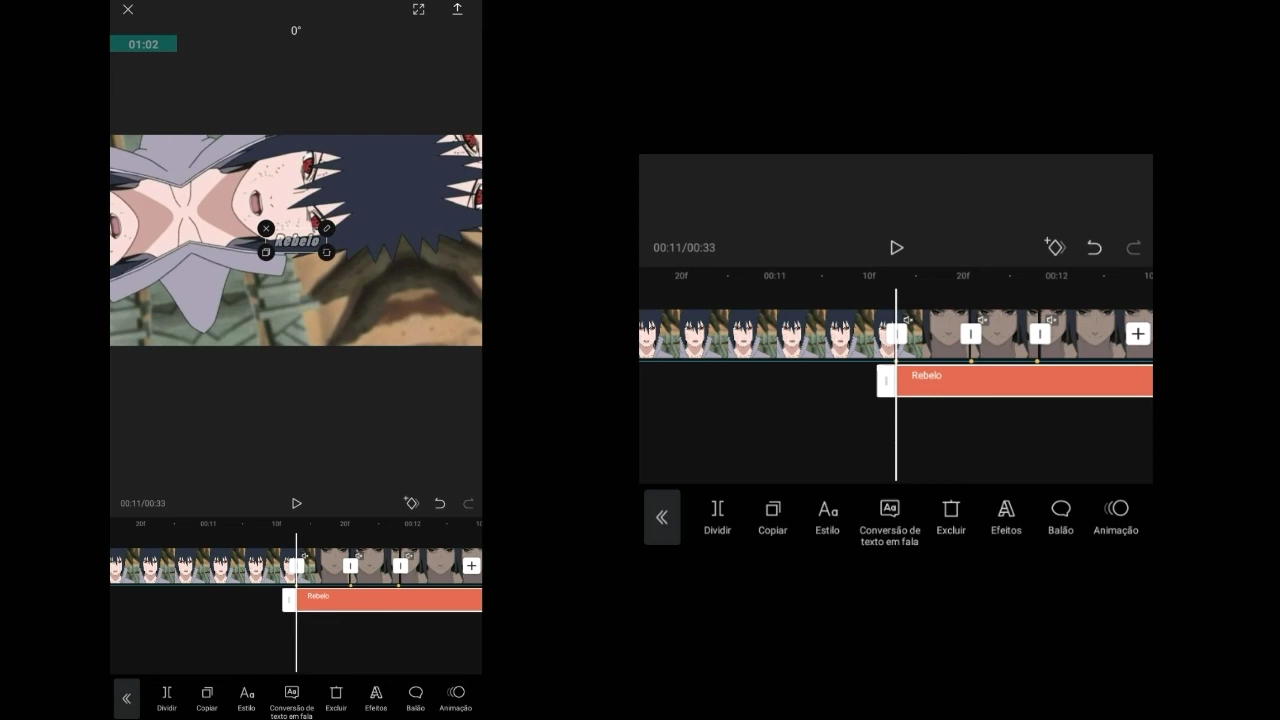 0°
01:02
Rebelo
00:11/00:33
20f 00:11 10f 20f 00:12 10
Rebelo
Dividir Copiar Estilo Conversão de texto em fala Excluir Efeitos Balão Animação
00:11/00:33
20f 00:11 10f 20f 00:12 10
Rebelo
Dividir Copiar Estilo Conversão de texto em fala Excluir Efeitos Balão Animação